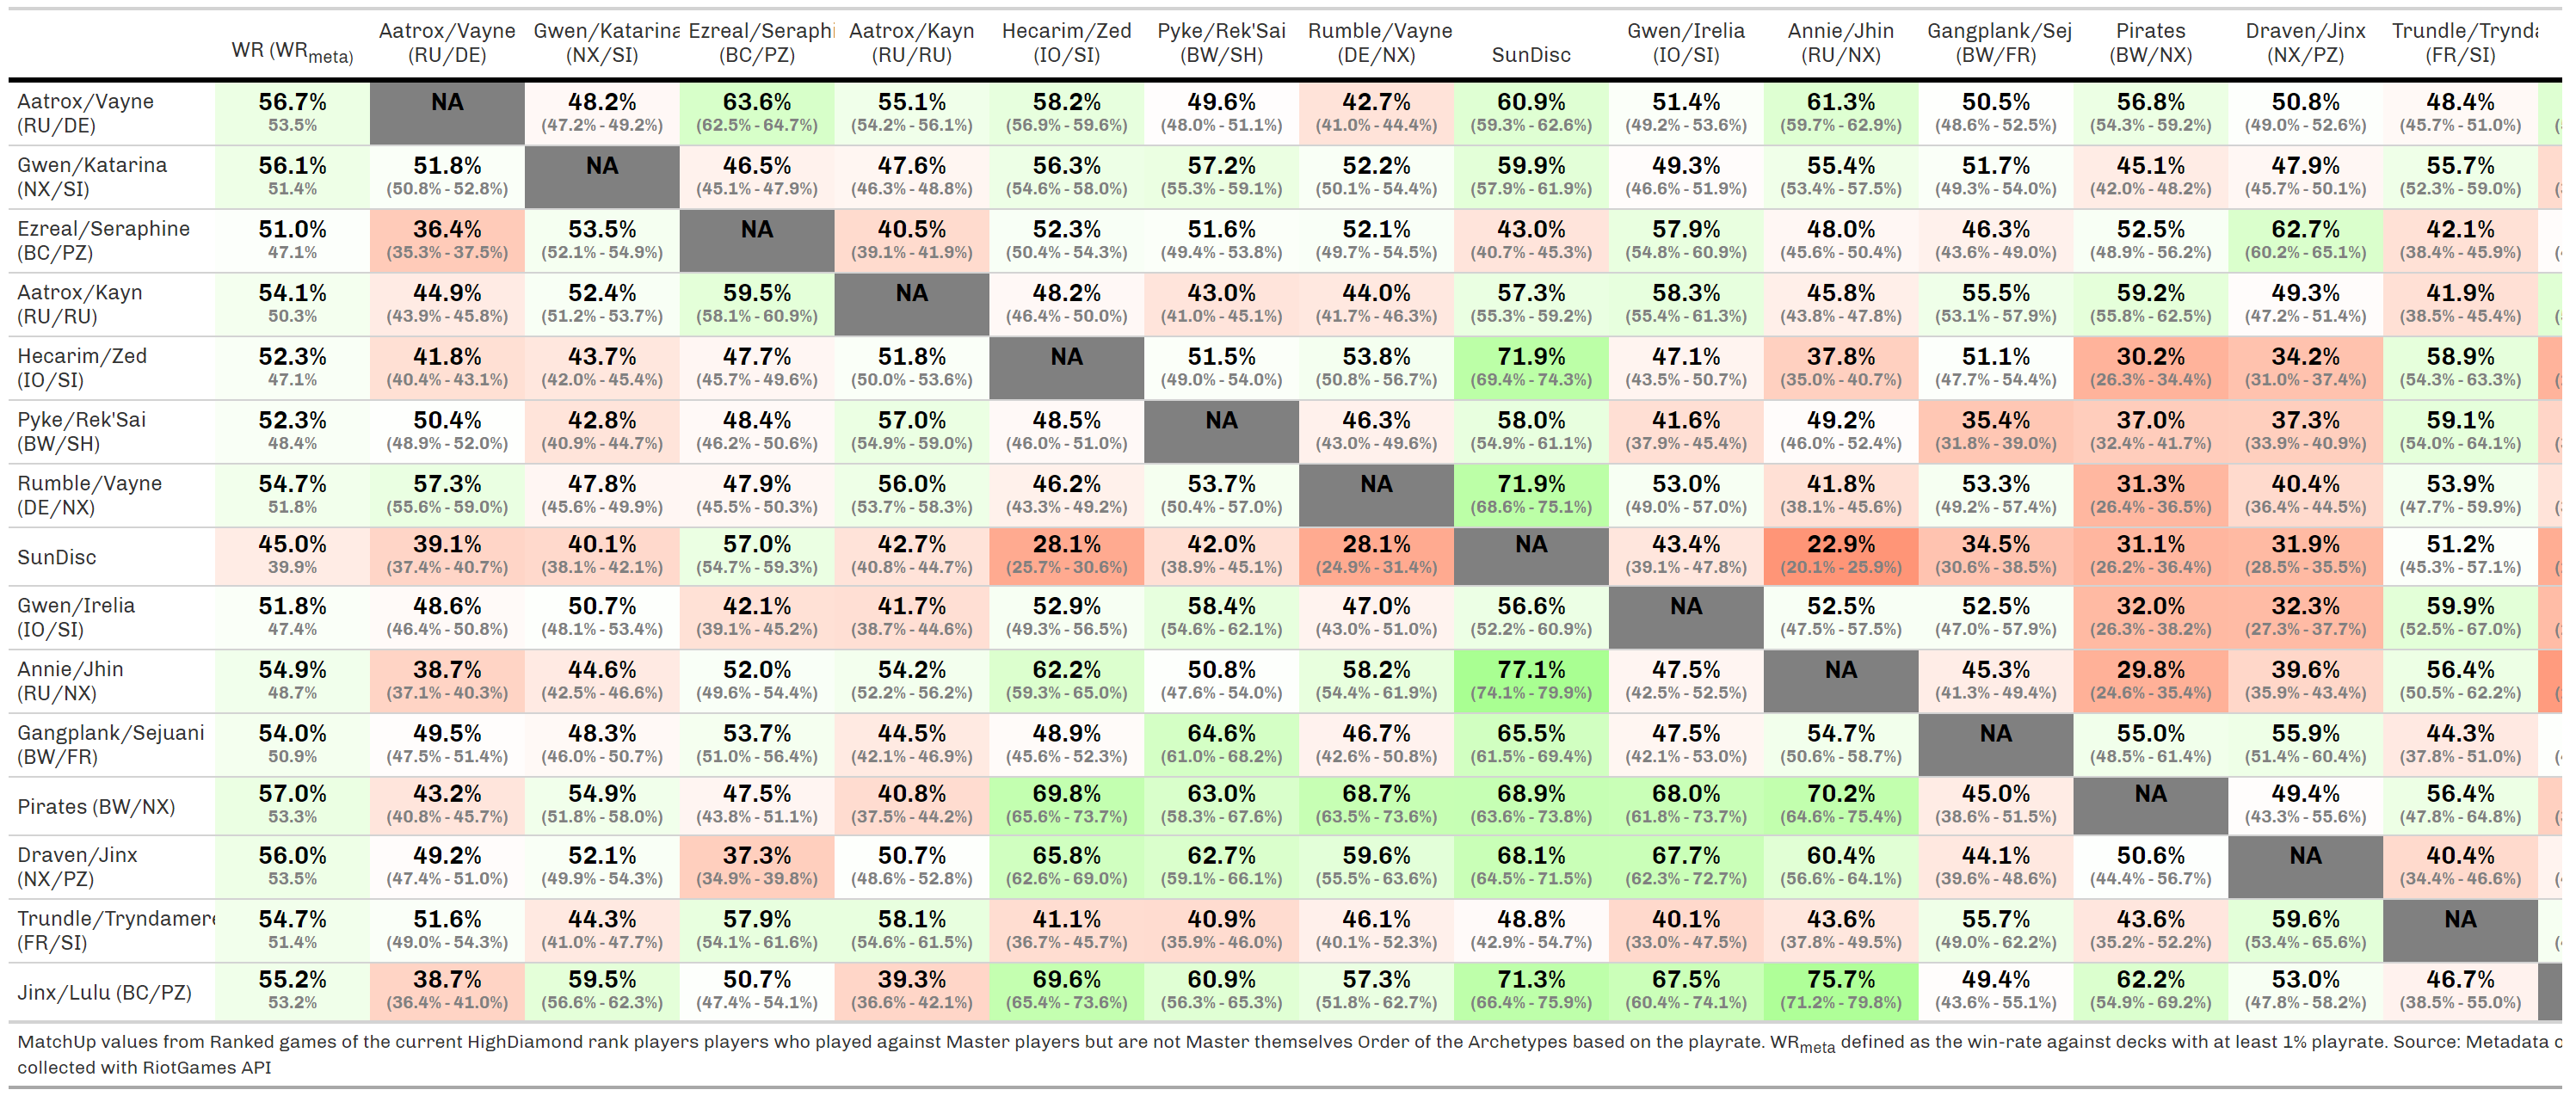 WR (WRmeta) Aatrox/Vayne (RU/DE) Gwen/Katarina (NX/SI) Ezreal/Seraphi (BC/PZ) Aatrox/Kayn (RU/RU) Hecarim/Zed (IO/SI) Pyke/Rek'Sai (BW/SH) Rumble/Vayne (DE/NX) SunDisc Gwen/Irelia (IO/SI) Annie/Jhin (RU/NX) Gangplank/Sej (BW/FR) Pirates (BW/NX) Draven/Jinx (NX/PZ) Trundle/Trynda (FR/SI)
Aatrox/Vayne 56.7% NA 48.2% 63.6% 55.1% 58.2% 49.6% 42.7% 60.9% 51.4% 61.3% 50.5% 56.8% 50.8% 48.4%
(RU/DE) 53.5% (47.2% - 49.2%) (62.5% - 64.7%) (54.2% - 56.1%) (56.9% - 59.6%) (48.0% - 51.1%) (41.0% - 44.4%) (59.3% - 62.6%) (49.2% - 53.6%) (59.7% - 62.9%) (48.6% - 52.5%) (54.3% - 59.2%) (49.0% - 52.6%) (45.7% - 51.0%)
Gwen/Katarina 56.1% 51.8% NA 46.5% 47.6% 56.3% 57.2% 52.2% 59.9% 49.3% 55.4% 51.7% 45.1% 47.9% 55.7%
(NX/SI) 51.4% (50.8% - 52.8%) (45.1% - 47.9%) (46.3% - 48.8%) (54.6% - 58.0%) (55.3% - 59.1%) (50.1% - 54.4%) (57.9% - 61.9%) (46.6% - 51.9%) (53.4% - 57.5%) (49.3% - 54.0%) (42.0% - 48.2%) (45.7% - 50.1%) (52.3% - 59.0%)
Ezreal/Seraphine 51.0% 36.4% 53.5% NA 40.5% 52.3% 51.6% 52.1% 43.0% 57.9% 48.0% 46.3% 52.5% 62.7% 42.1%
(BC/PZ) 47.1% (35.3% - 37.5%) (52.1% - 54.9%) (39.1% - 41.9%) (50.4% - 54.3%) (49.4% - 53.8%) (49.7% - 54.5%) (40.7% - 45.3%) (54.8% - 60.9%) (45.6% - 50.4%) (43.6% - 49.0%) (48.9% - 56.2%) (60.2% - 65.1%) (38.4% - 45.9%)
Aatrox/Kayn 54.1% 44.9% 52.4% 59.5% NA 48.2% 43.0% 44.0% 57.3% 58.3% 45.8% 55.5% 59.2% 49.3% 41.9%
(RU/RU) 50.3% (43.9% - 45.8%) (51.2% - 53.7%) (58.1% - 60.9%) (46.4% - 50.0%) (41.0% - 45.1%) (41.7% - 46.3%) (55.3% - 59.2%) (55.4% - 61.3%) (43.8% - 47.8%) (53.1% - 57.9%) (55.8% - 62.5%) (47.2% - 51.4%) (38.5% - 45.4%)
Hecarim/Zed 52.3% 41.8% 43.7% 47.7% 51.8% NA 51.5% 53.8% 71.9% 47.1% 37.8% 51.1% 30.2% 34.2% 58.9%
(IO/SI) 47.1% (40.4% - 43.1%) (42.0% - 45.4%) (45.7% - 49.6%) (50.0% - 53.6%) (49.0% - 54.0%) (50.8% - 56.7%) (69.4% - 74.3%) (43.5% - 50.7%) (35.0% - 40.7%) (47.7% - 54.4%) (26.3% - 34.4%) (31.0% - 37.4%) (54.3% - 63.3%)
Pyke/Rek'Sai 52.3% 50.4% 42.8% 48.4% 57.0% 48.5% NA 46.3% 58.0% 41.6% 49.2% 35.4% 37.0% 37.3% 59.1%
(BW/SH) 48.4% (48.9% - 52.0%) (40.9% - 44.7%) (46.2% - 50.6%) (54.9% - 59.0%) (46.0% - 51.0%) (43.0% - 49.6%) (54.9% - 61.1%) (37.9% - 45.4%) (46.0% - 52.4%) (31.8% - 39.0%) (32.4% - 41.7%) (33.9% - 40.9%) (54.0% - 64.1%)
Rumble/Vayne 54.7% 57.3% 47.8% 47.9% 56.0% 46.2% 53.7% NA 71.9% 53.0% 41.8% 53.3% 31.3% 40.4% 53.9%
(DE/NX) 51.8% (55.6% - 59.0%) (45.6% - 49.9%) (45.5% - 50.3%) (53.7% - 58.3%) (43.3% - 49.2%) (50.4% - 57.0%) (68.6% - 75.1%) (49.0% - 57.0%) (38.1% - 45.6%) (49.2% - 57.4%) (26.4% - 36.5%) (36.4% - 44.5%) (47.7% - 59.9%)
SunDisc 45.0% 39.1% 40.1% 57.0% 42.7% 28.1% 42.0% 28.1% NA 43.4% 22.9% 34.5% 31.1% 31.9% 51.2%
39.9% (37.4% - 40.7%) (38.1% - 42.1%) (54.7% - 59.3%) (40.8% - 44.7%) (25.7% - 30.6%) (38.9% - 45.1%) (24.9% - 31.4%) (39.1% - 47.8%) (20.1% - 25.9%) (30.6% - 38.5%) (26.2% - 36.4%) (28.5% - 35.5%) (45.3% - 57.1%)
Gwen/Irelia 51.8% 48.6% 50.7% 42.1% 41.7% 52.9% 58.4% 47.0% 56.6% NA 52.5% 52.5% 32.0% 32.3% 59.9%
(IO/SI) 47.4% (46.4% - 50.8%) (48.1% - 53.4%) (39.1% - 45.2%) (38.7% - 44.6%) (49.3% - 56.5%) (54.6% - 62.1%) (43.0% - 51.0%) (52.2% - 60.9%) (47.5% - 57.5%) (47.0% - 57.9%) (26.3% - 38.2%) (27.3% - 37.7%) (52.5% - 67.0%)
Annie/Jhin 54.9% 38.7% 44.6% 52.0% 54.2% 62.2% 50.8% 58.2% 77.1% 47.5% NA 45.3% 29.8% 39.6% 56.4%
(RU/NX) 48.7% (37.1% - 40.3%) (42.5% - 46.6%) (49.6% - 54.4%) (52.2% - 56.2%) (59.3% - 65.0%) (47.6% - 54.0%) (54.4% - 61.9%) (74.1% - 79.9%) (42.5% - 52.5%) (41.3% - 49.4%) (24.6% - 35.4%) (35.9% - 43.4%) (50.5% - 62.2%)
Gangplank/Sejuani 54.0% 49.5% 48.3% 53.7% 44.5% 48.9% 64.6% 46.7% 65.5% 47.5% 54.7% NA 55.0% 55.9% 44.3%
(BW/FR) 50.9% (47.5% - 51.4%) (46.0% - 50.7%) (51.0% - 56.4%) (42.1% - 46.9%) (45.6% - 52.3%) (61.0% - 68.2%) (42.6% - 50.8%) (61.5% - 69.4%) (42.1% - 53.0%) (50.6% - 58.7%) (48.5% - 61.4%) (51.4% - 60.4%) (37.8% - 51.0%)
Pirates (BW/NX) 57.0% 43.2% 54.9% 47.5% 40.8% 69.8% 63.0% 68.7% 68.9% 68.0% 70.2% 45.0% NA 49.4% 56.4%
53.3% (40.8% - 45.7%) (51.8% - 58.0%) (43.8% - 51.1%) (37.5% - 44.2%) (65.6% - 73.7%) (58.3% - 67.6%) (63.5% - 73.6%) (63.6% - 73.8%) (61.8% - 73.7%) (64.6% - 75.4%) (38.6% - 51.5%) (43.3% - 55.6%) (47.8% - 64.8%)
Draven/Jinx 56.0% 49.2% 52.1% 37.3% 50.7% 65.8% 62.7% 59.6% 68.1% 67.7% 60.4% 44.1% 50.6% NA 40.4%
(NX/PZ) 53.5% (47.4% - 51.0%) (49.9% - 54.3%) (34.9% - 39.8%) (48.6% - 52.8%) (62.6% - 69.0%) (59.1% - 66.1%) (55.5% - 63.6%) (64.5% - 71.5%) (62.3% - 72.7%) (56.6% - 64.1%) (39.6% - 48.6%) (44.4% - 56.7%) (34.4% - 46.6%)
Trundle/Tryndamere 54.7% 51.6% 44.3% 57.9% 58.1% 41.1% 40.9% 46.1% 48.8% 40.1% 43.6% 55.7% 43.6% 59.6% NA
(FR/SI) 51.4% (49.0% - 54.3%) (41.0% - 47.7%) (54.1% - 61.6%) (54.6% - 61.5%) (36.7% - 45.7%) (35.9% - 46.0%) (40.1% - 52.3%) (42.9% - 54.7%) (33.0% - 47.5%) (37.8% - 49.5%) (49.0% - 62.2%) (35.2% - 52.2%) (53.4% - 65.6%)
Jinx/Lulu (BC/PZ) 55.2% 38.7% 59.5% 50.7% 39.3% 69.6% 60.9% 57.3% 71.3% 67.5% 75.7% 49.4% 62.2% 53.0% 46.7%
53.2% (36.4% - 41.0%) (56.6% - 62.3%) (47.4% - 54.1%) (36.6% - 42.1%) (65.4% - 73.6%) (56.3% - 65.3%) (51.8% - 62.7%) (66.4% - 75.9%) (60.4% - 74.1%) (71.2% - 79.8%) (43.6% - 55.1%) (54.9% - 69.2%) (47.8% - 58.2%) (38.5% - 55.0%)
MatchUp values from Ranked games of the current HighDiamond rank players players who played against Master players but are not Master themselves Order of the Archetypes based on the playrate. WRmeta defined as the win-rate against decks with at least 1% playrate. Source: Metadata
collected with RiotGames API